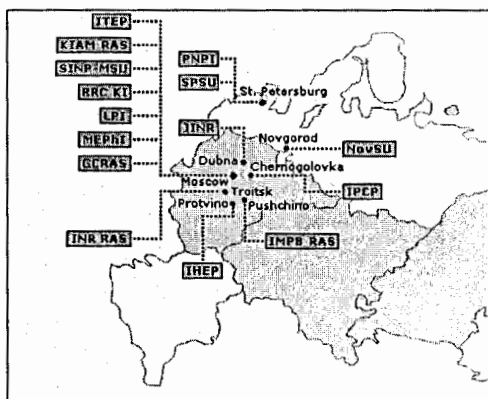 ITEP
KIAM RAS
SINP MSU
RRC KI
LPI
MEPhI
GCRAS
PNPI
SPSU
St. Petersburg
JINR
Novgorod
NovSU
Dubna
Chernogolovka
Moscow
IPCP
Troitsk
Protvino
Pushchino
INR RAS
IMPB RAS
IHEP